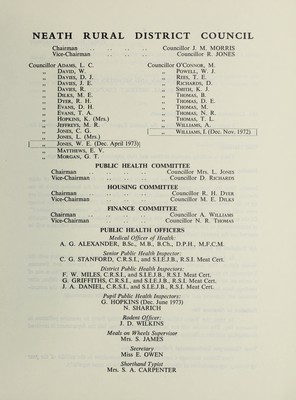 NEATH RURAL DISTRICT COUNCIL
Chairman .. .. .. .. Councillor J. M. MORRIS
Vice-Chairman .. .. .. Councillor R. JONES
Councillor ADAMS, L. C.
„ DAVID, W.
„ DAVIES, D. J.
„ DAVIES, J. E.
„ DAVIES, R.
„ DILKS, M. E.
„ DYER, R. H.
„ EVANS, D. H.
„ EVANS, T. A.
„ HOPKINS, K. (Mrs.)
„ JEFFREYS, M. R.
„ JONES, C. G.
„ JONES, L. (Mrs.)
„ JONES, W. E. (Dec. April 1973)
„ MATTHEWS, E. V.
„ MORGAN, G. T.
Councillor O'CONNOR, M.
„ POWELL, W. J.
„ REES, T. E.
„ RICHARDS, D.
„ SMITH, K. J.
„ THOMAS, B.
„ THOMAS, D. E.
„ THOMAS, M.
„ THOMAS, N. R.
„ THOMAS, T. L.
„ WILLIAMS, A.
„ WILLIAMS, I. (Dec. Nov. 1972)
PUBLIC HEALTH COMMITTEE
Chairman .. .. .. .. Councillor Mrs. L. JONES
Vice-Chairman .. .. .. Councillor D. RICHARDS
HOUSING COMMITTEE
Chairman .. .. .. .. Councillor R. H. DYER
Vice-Chairman .. .. .. Councillor M. E. DILKS
FINANCE COMMITTEE
Chairman .. .. .. .. Councillor A. WILLIAMS
Vice-Chairman .. .. .. Councillor N. R. THOMAS
PUBLIC HEALTH OFFICERS
Medical Officer of Health:
A. G. ALEXANDER, B.Sc., M.B., B.Ch., D.P.H., M.F.C.M.
Senior Public Health Inspector:
C. G. STANFORD, C.R.S.I., and S.I.E.J.B., R.S.I. Meat Cert.
District Public Health Inspectors:
F. W. MILES, C.R.S.I., and S.I.E.J.B., R.S.I. Meat Cert.
G. GRIFFITHS, C.R.S.I., and S.I.E.J.B., R.S.I. Meat Cert.
J. A. DANIEL, C.R.S.I., and S.I.E.J.B., R.S.I. Meat Cert.
Pupil Public Health Inspectors:
G. HOPKINS (Dec. June 1973)
N. SHARICH
Rodent Officer:
J. D. WILKINS
Meals on Wheels Supervisor
Mrs. S. JAMES
Secretary
Miss E. OWEN
Shorthand Typist
Mrs. S. A. CARPENTER